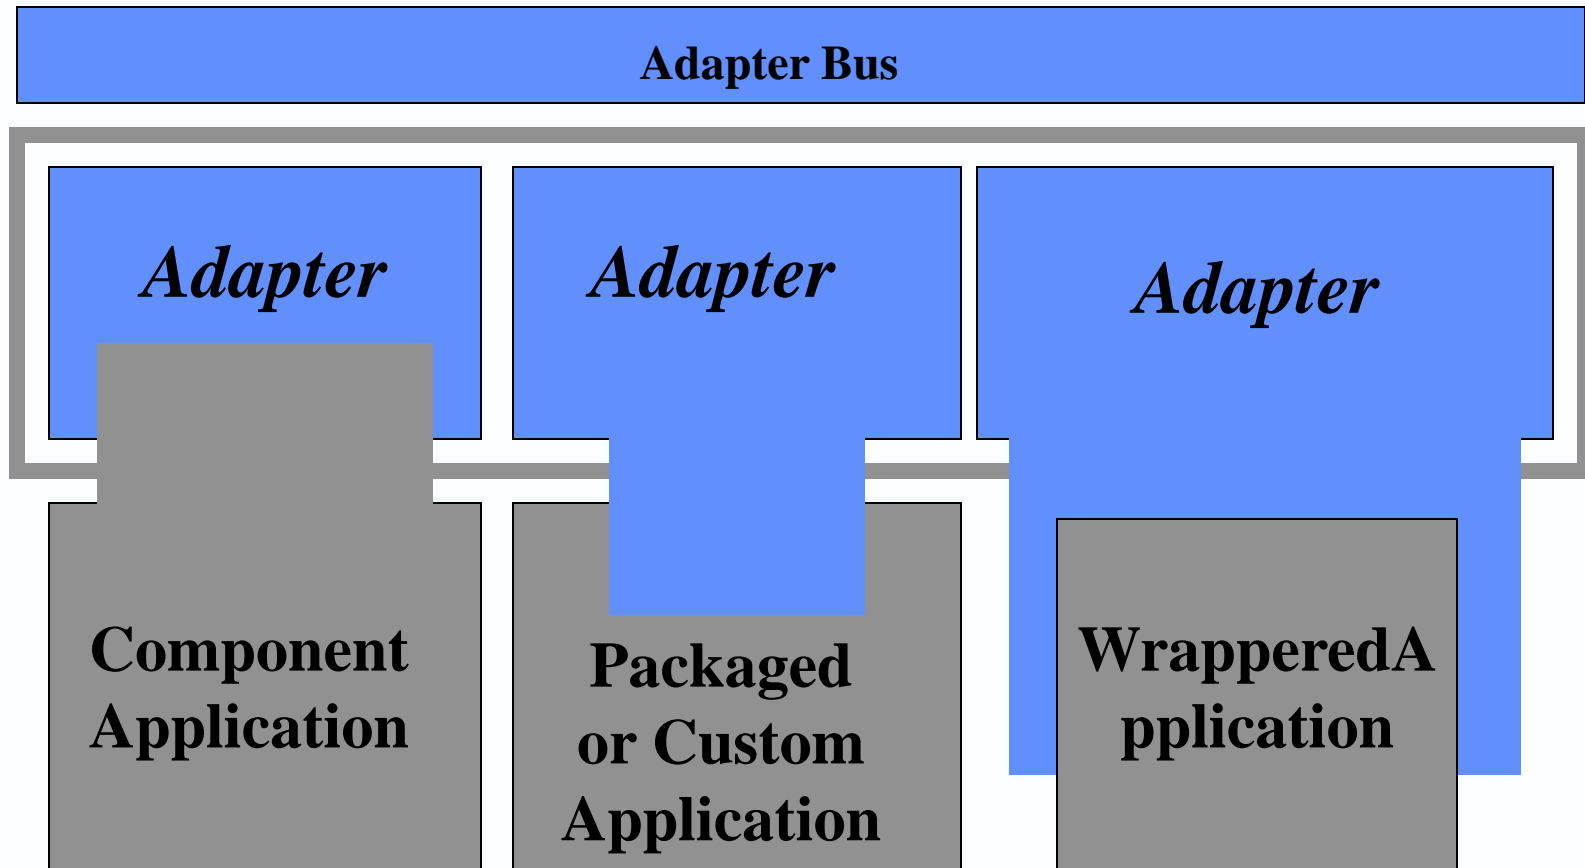 Adapter Bus
Adapter
Adapter
Adapter
Component
Application
Packaged
or Custom
Application
WrapperedA
pplication